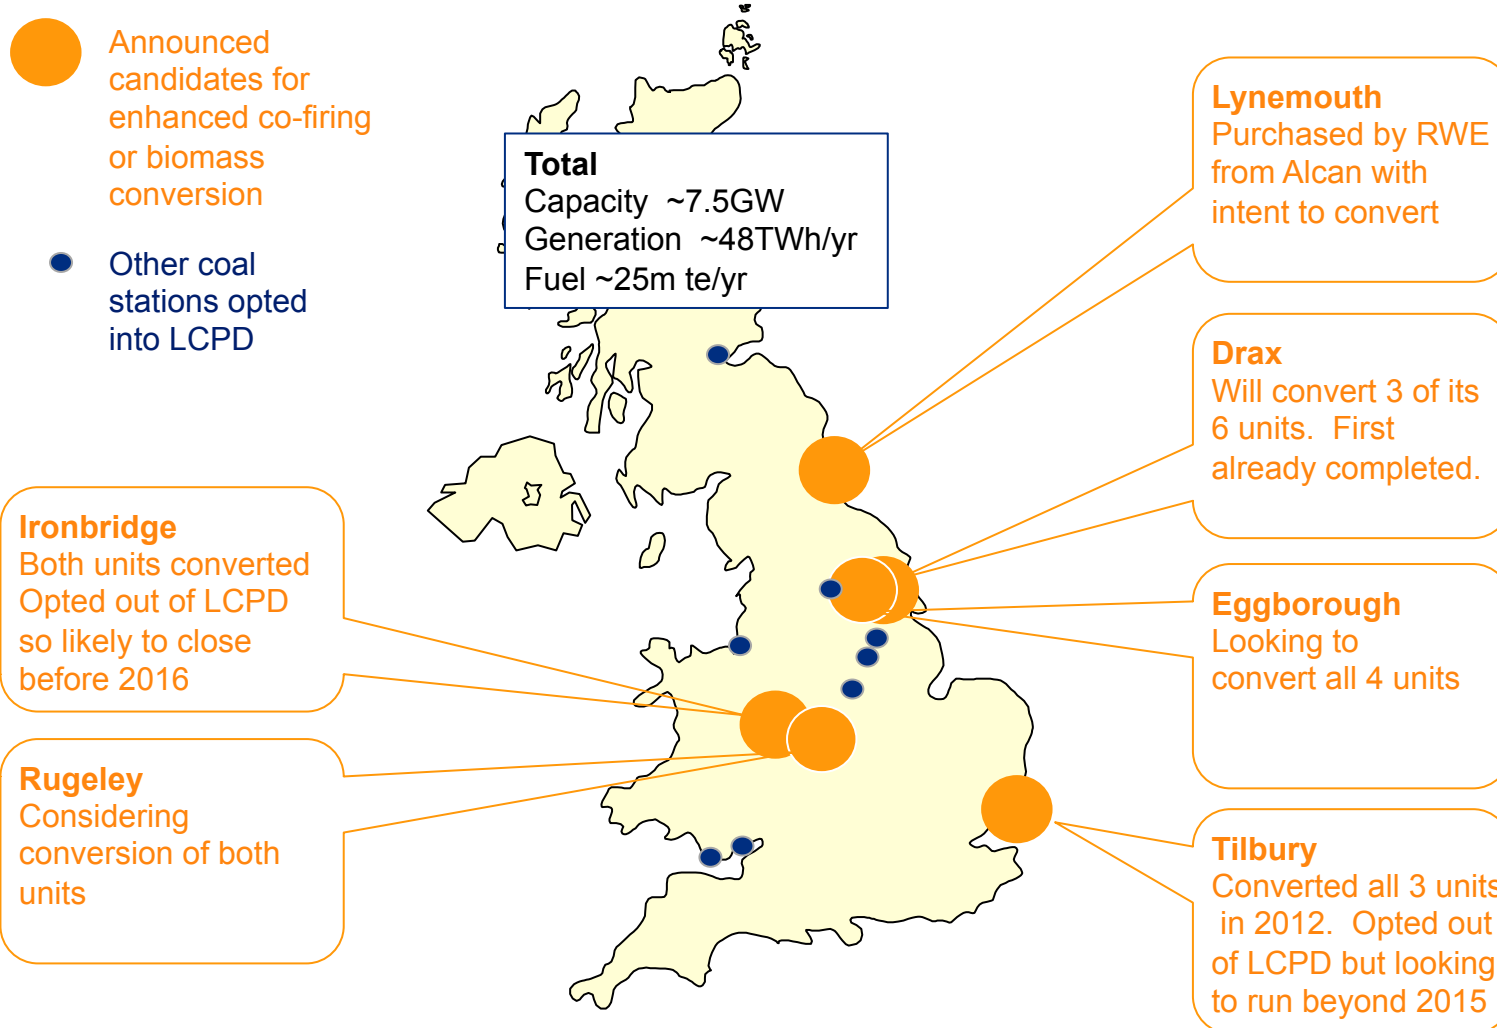 Announced
candidates for
enhanced co-firing
or biomass
conversion
Other coal
stations opted
into LCPD
Total
Capacity ~7.5GW
Generation ~48TWh/yr
Fuel ~25m te/yr
Lynemouth
Purchased by RWE
from Alcan with
intent to convert
Drax
Will convert 3 of its
6 units. First
already completed.
Eggborough
Looking to
convert all 4 units
Tilbury
Converted all 3 units
in 2012. Opted out
of LCPD but looking
to run beyond 2015
Ironbridge
Both units converted
Opted out of LCPD
so likely to close
before 2016
Rugeley
Considering
conversion of both
units